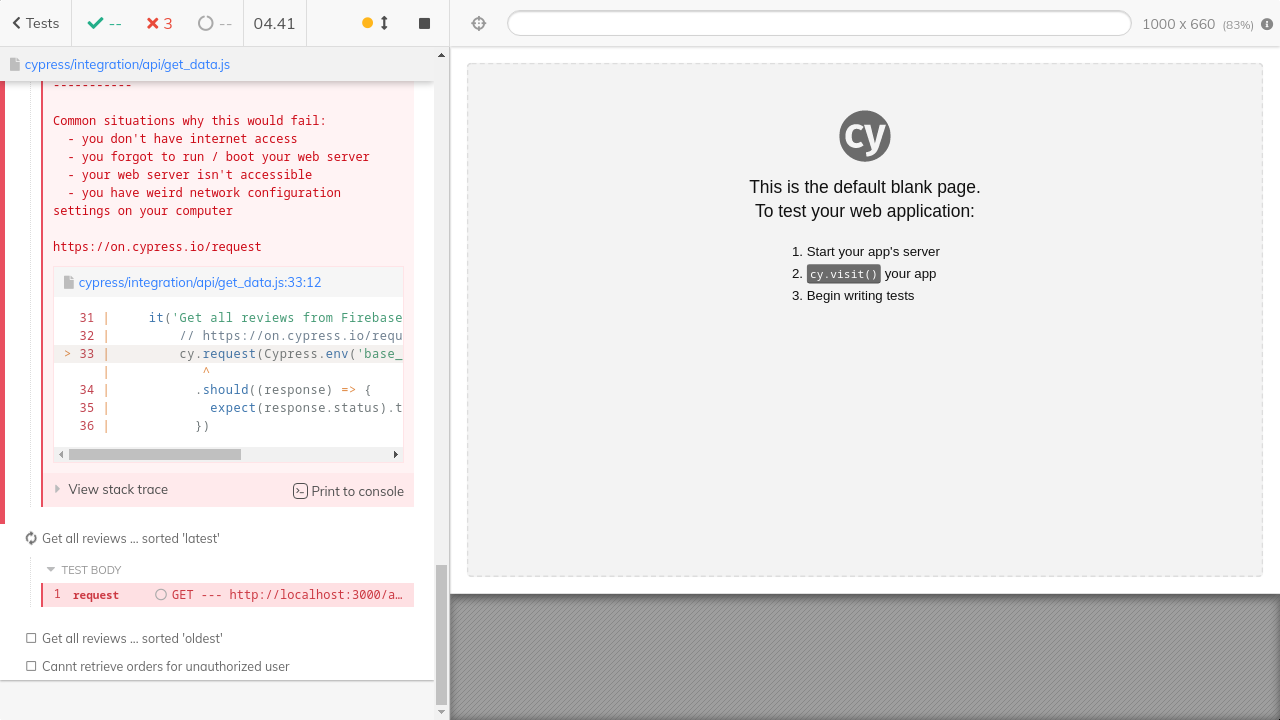 Tests
--
3
--
04.41
1000 x 660 (83%)
cypress/integration/api/get_data.js
-----------
Common situations why this would fail:
- you don't have internet access
- you forgot to run / boot your web server
- your web server isn't accessible
- you have weird network configuration
settings on your computer
https://on.cypress.io/request
cypress/integration/api/get_data.js:33:12
31 | it('Get all reviews from Firebase
32 | // https://on.cypress.io/requ
> 33 | cy.request(Cypress.env('base_
| ^
34 | .should((response) => {
35 | expect(response.status).t
36 | })
View stack trace
Print to console
Get all reviews ... sorted 'latest'
TEST BODY
1 request GET --- http://localhost:3000/a…
Get all reviews ... sorted 'oldest'
Cannt retrieve orders for unauthorized user
cy
This is the default blank page.
To test your web application:
1. Start your app's server
2. cy.visit() your app
3. Begin writing tests